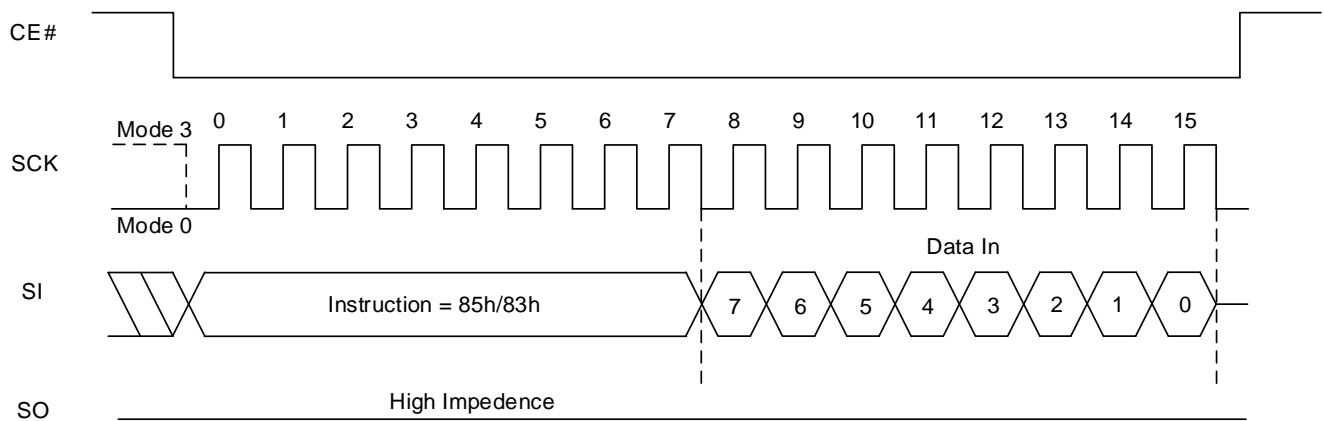 CE#
Mode 3
0 1 2 3 4 5 6 7 8 9 10 11 12 13 14 15
SCK
Mode 0
Data In
SI
Instruction = 85h/83h
7 6 5 4 3 2 1 0
High Impedence
SO